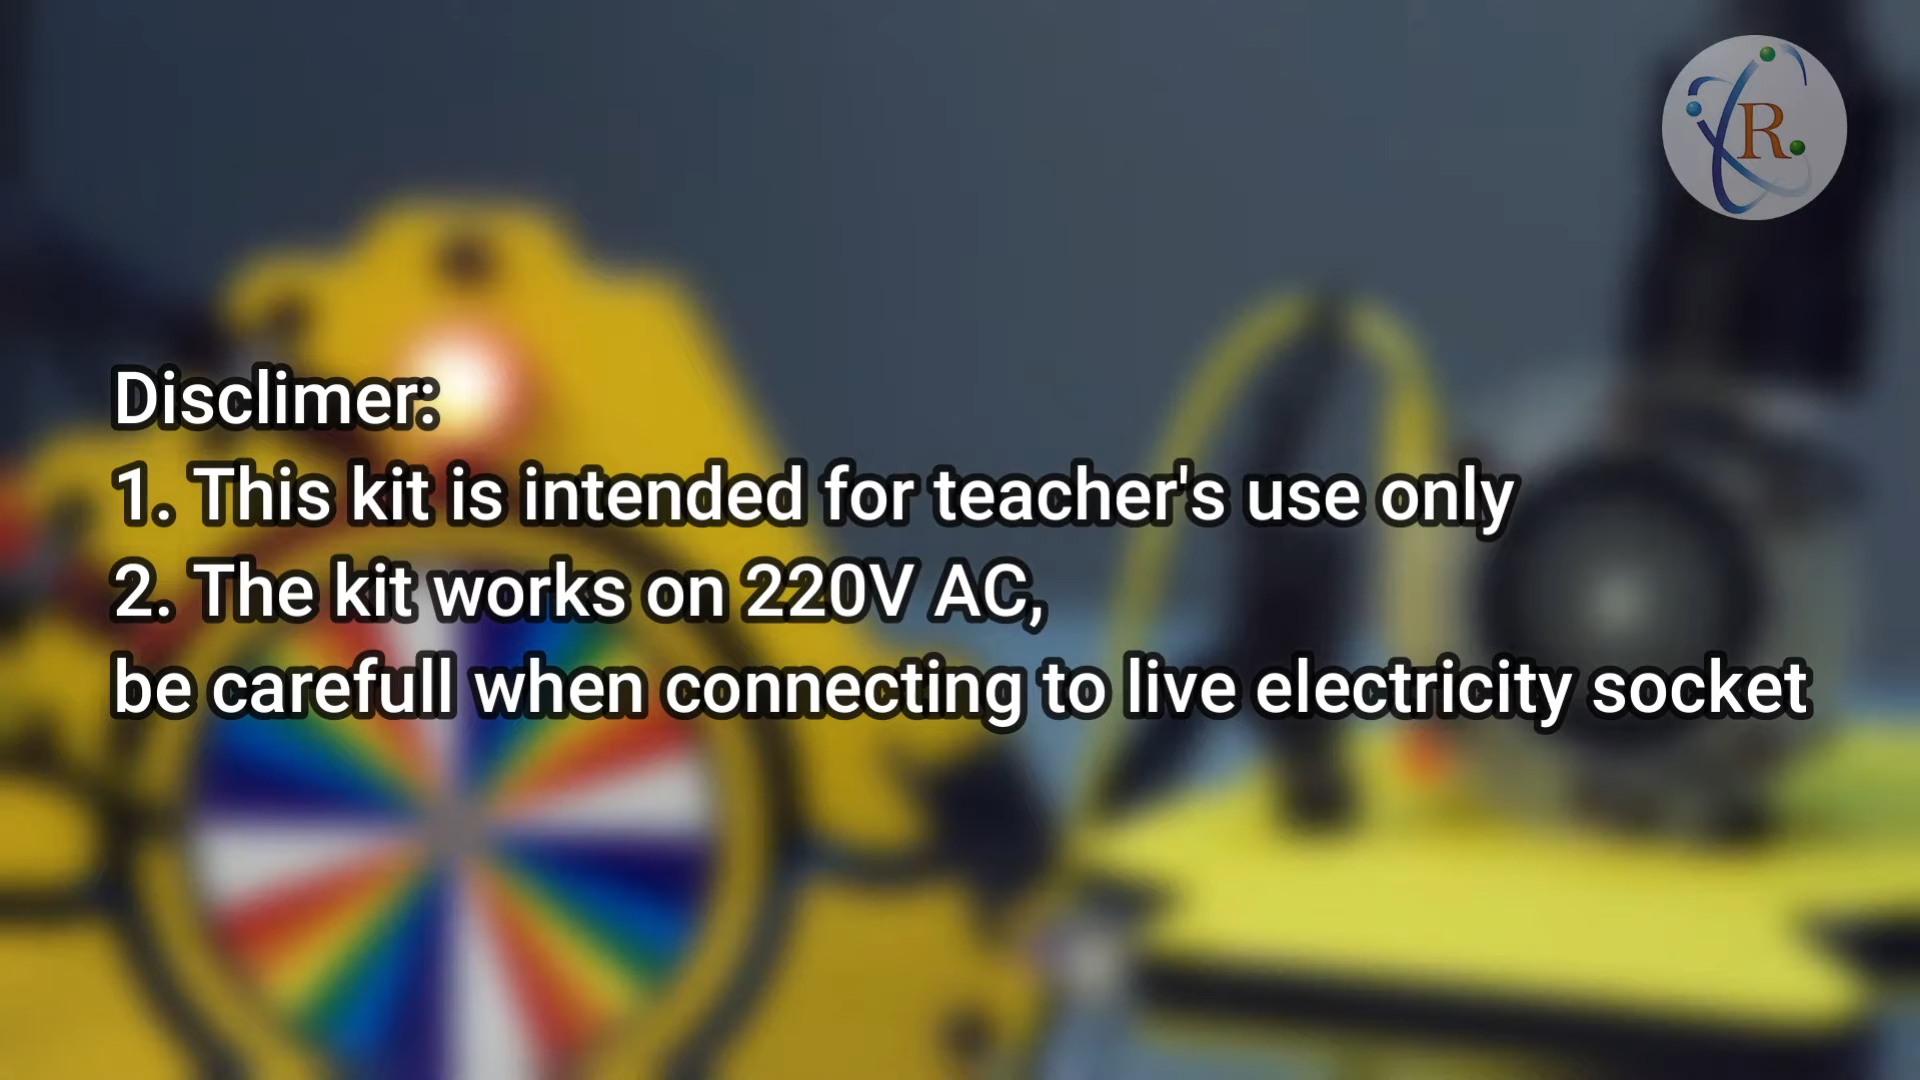 R
Disclimer:
1. This kit is intended for teacher's use only
2. The kit works on 220V AC,
be carefull when connecting to live electricity socket